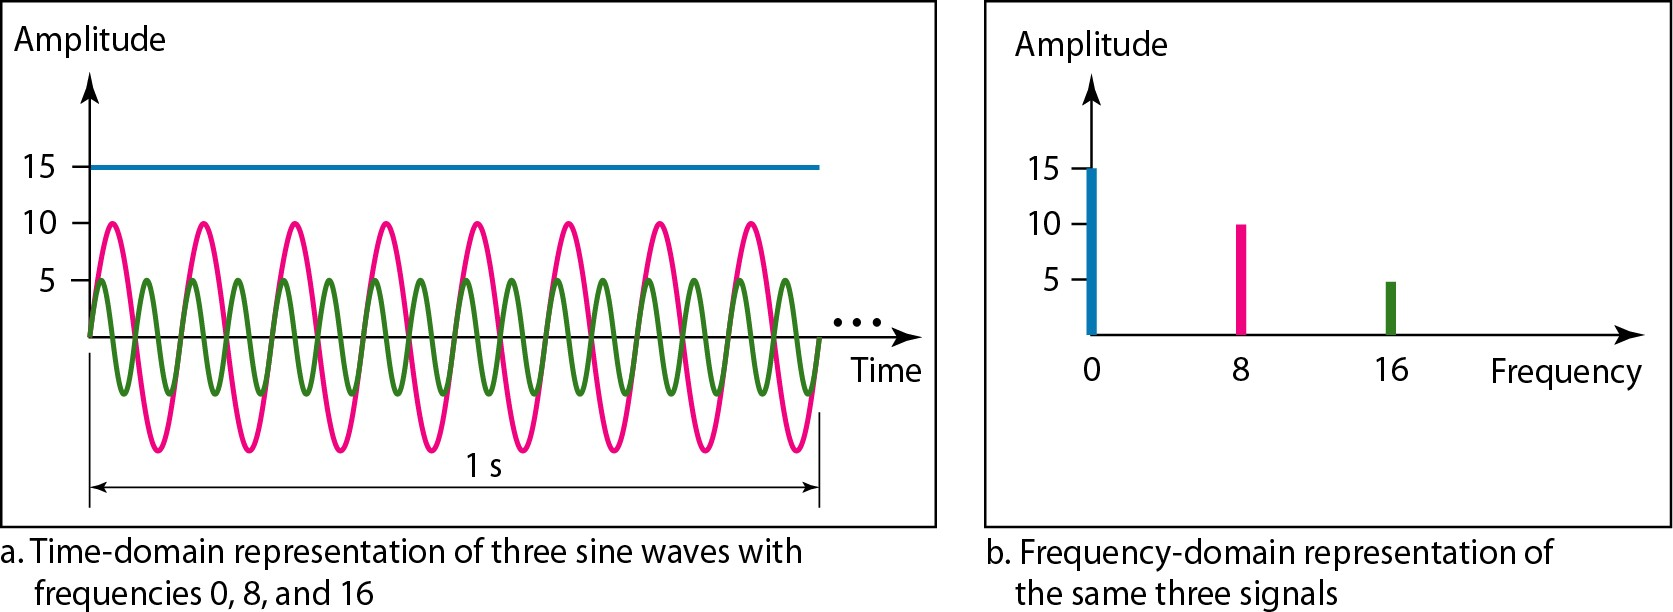 Amplitude
15
10
5
Time
1 s
a. Time-domain representation of three sine waves with
frequencies 0, 8, and 16
Amplitude
15
10
5
0 8 16 Frequency
b. Frequency-domain representation of
the same three signals